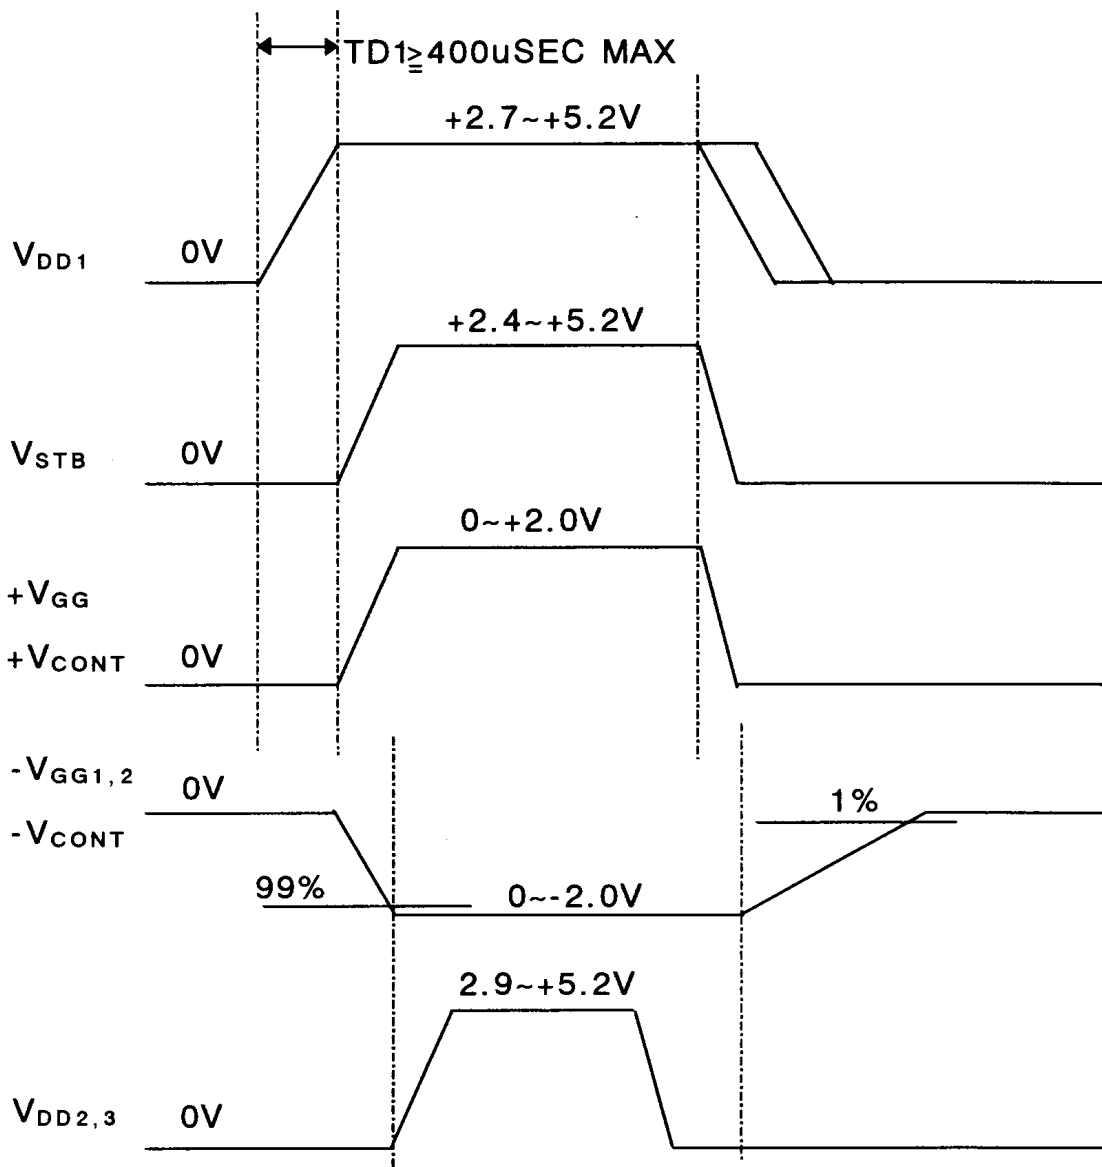 TD1≧400uSEC MAX
+2.7~+5.2V
VDD1 0V
+2.4~+5.2V
VSTB 0V
0~+2.0V
+VGG
+VCONT 0V
-VGG1,2 0V
-VCONT
1%
99%
0~-2.0V
2.9~+5.2V
VDD2,3 0V